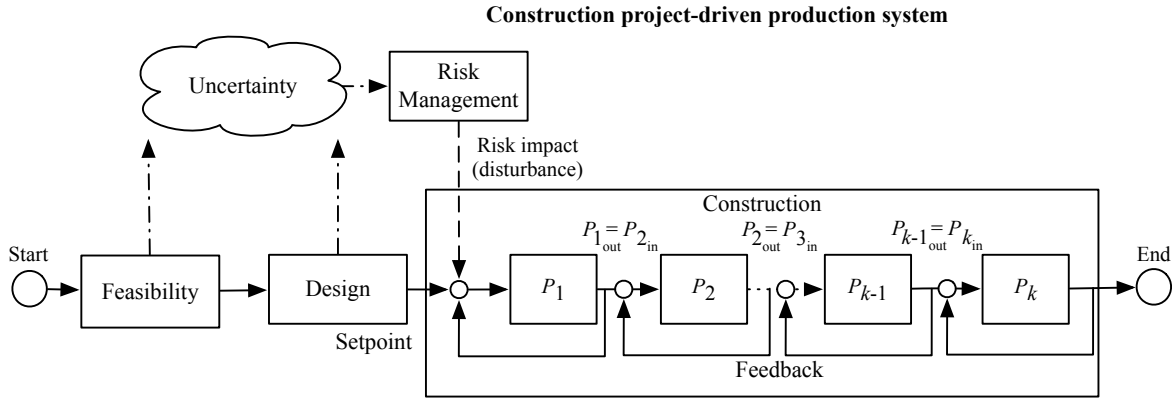 Construction project-driven production system
Uncertainty
Risk
Management
Risk impact
(disturbance)
Construction
P1out = P2in
P2out = P3in
Pk-1out = Pkin
Start
End
Feasibility
Design
P1
P2
Pk-1
Pk
Setpoint
Feedback